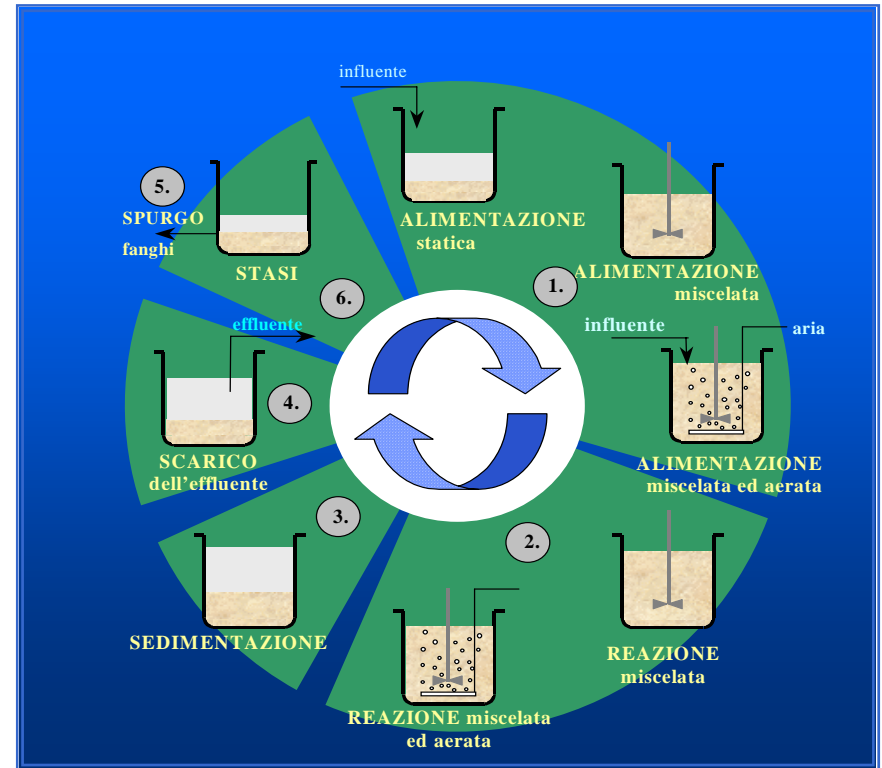 influente
ALIMENTAZIONE
statica
ALIMENTAZIONE
miscelata
1.
influente
aria
ALIMENTAZIONE
miscelata ed aerata
2.
REAZIONE
miscelata
REAZIONE miscelata
ed aerata
3.
SEDIMENTAZIONE
4.
effluente
SCARICO
dell'effluente
5.
SPURGO
fanghi
STASI
6.